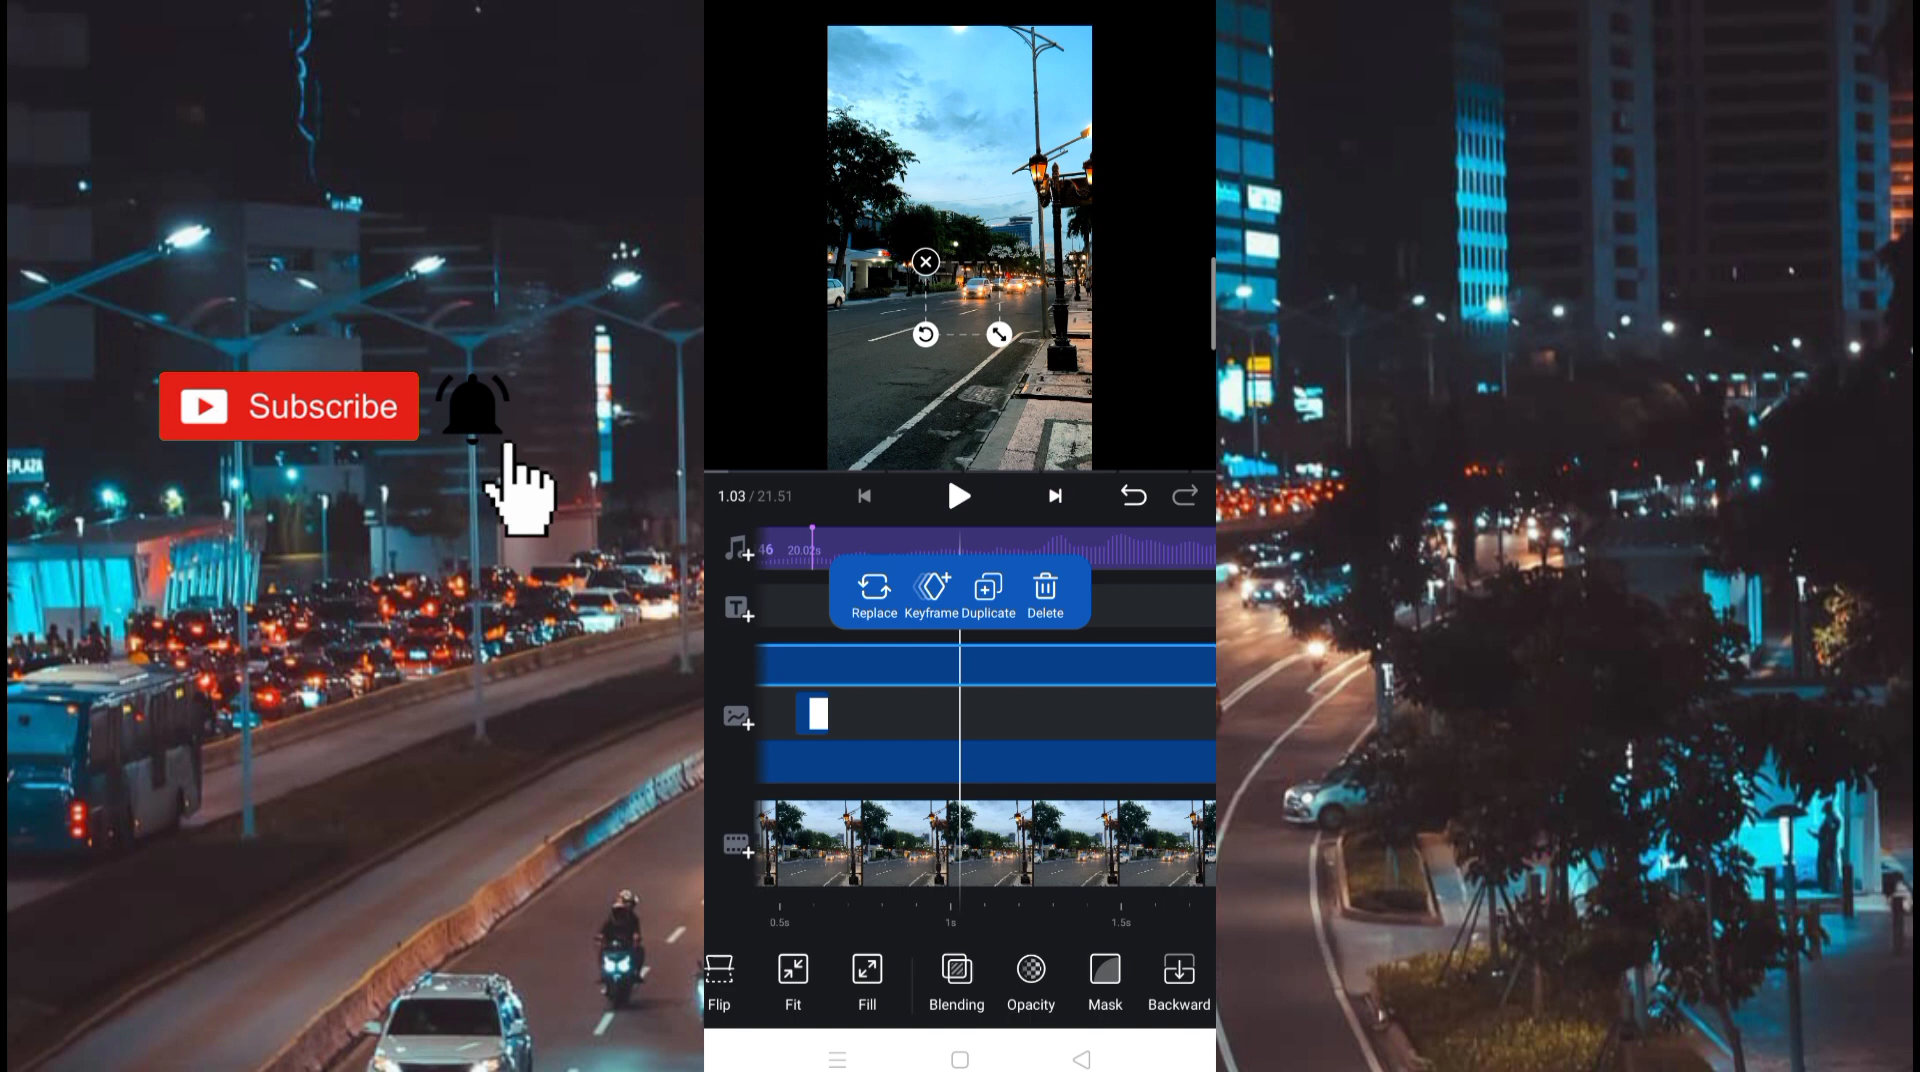 Subscribe
PLAZA
1.03 / 21.51
46 20.02s
Replace Keyframe Duplicate Delete
0.5s 1s 1.5s
Flip Fit Fill Blending Opacity Mask Backward